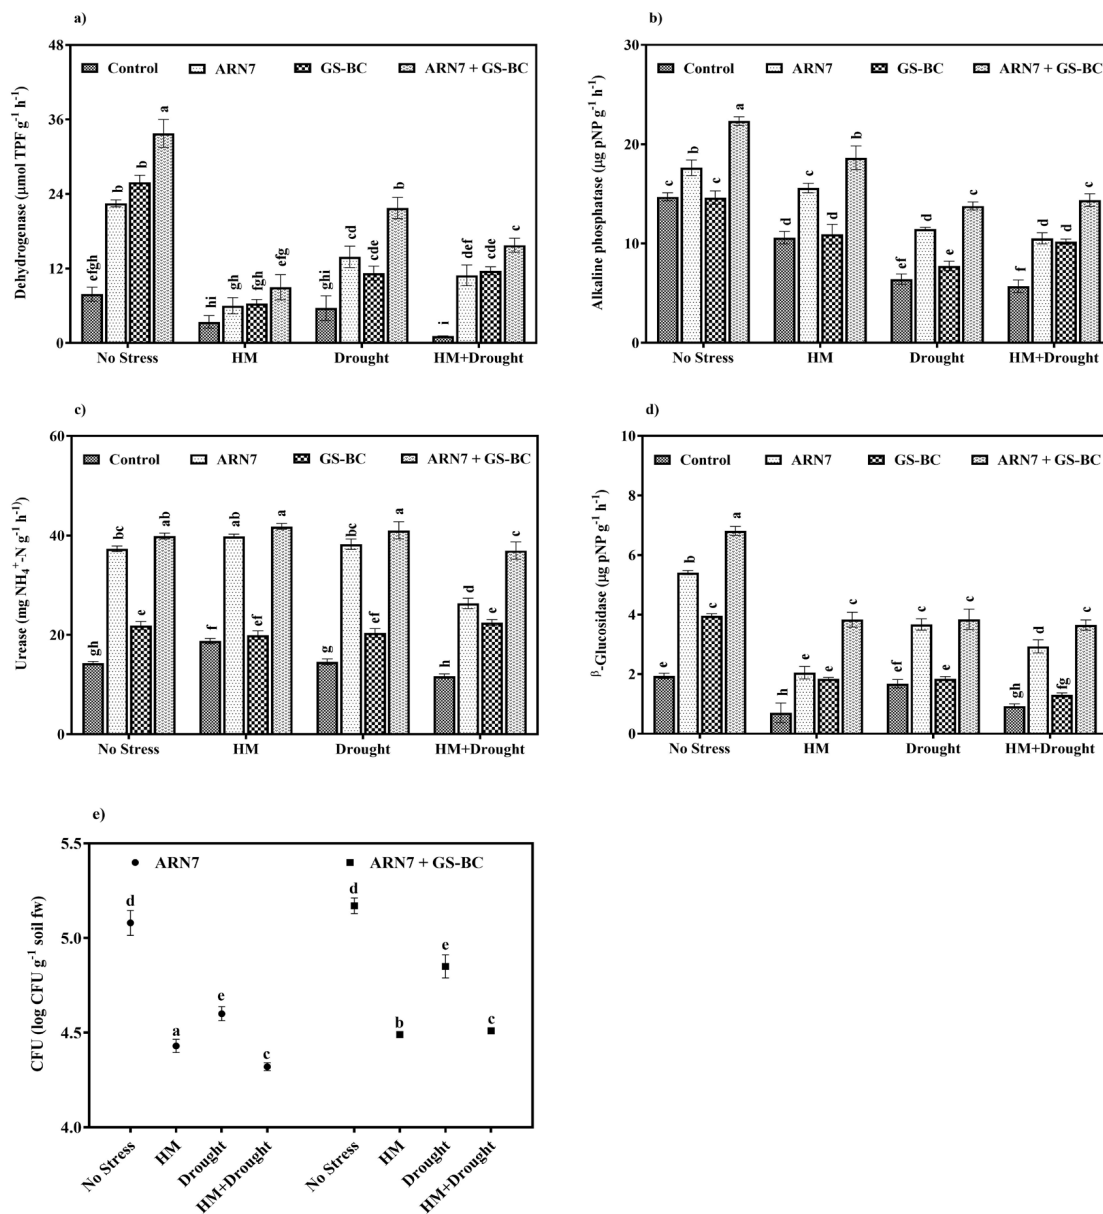 a)
Dehydrogenase (µmol TPF g⁻¹ h⁻¹)
48
36
24
12
0
Control ARN7 GS-BC ARN7 + GS-BC
efgh b b a
hi gh fgh efg
ghi cd cde b
i def cde c
No Stress HM Drought HM+Drought
b)
Alkaline phosphatase (µg pNP g⁻¹ h⁻¹)
30
20
10
0
Control ARN7 GS-BC ARN7 + GS-BC
c b c a
d c d b
ef d e c
f d d c
No Stress HM Drought HM+Drought
c)
Urease (mg NH₄⁺-N g⁻¹ h¹⁾
60
40
20
0
Control ARN7 GS-BC ARN7 + GS-BC
gh bc e ab
f ab ef a
g bc ef a
h d e c
No Stress HM Drought HM+Drought
d)
β-Glucosidase (µg pNP g⁻¹ h⁻¹)
10
8
6
4
2
0
Control ARN7 GS-BC ARN7 + GS-BC
e b c a
h e e c
ef c e c
gh d fg c
No Stress HM Drought HM+Drought
e)
CFU (log CFU g⁻¹ soil fw)
5.5
5.0
4.5
4.0
ARN7 ARN7 + GS-BC
d a e c
d b e c
No Stress HM Drought HM+Drought No Stress HM Drought HM+Drought